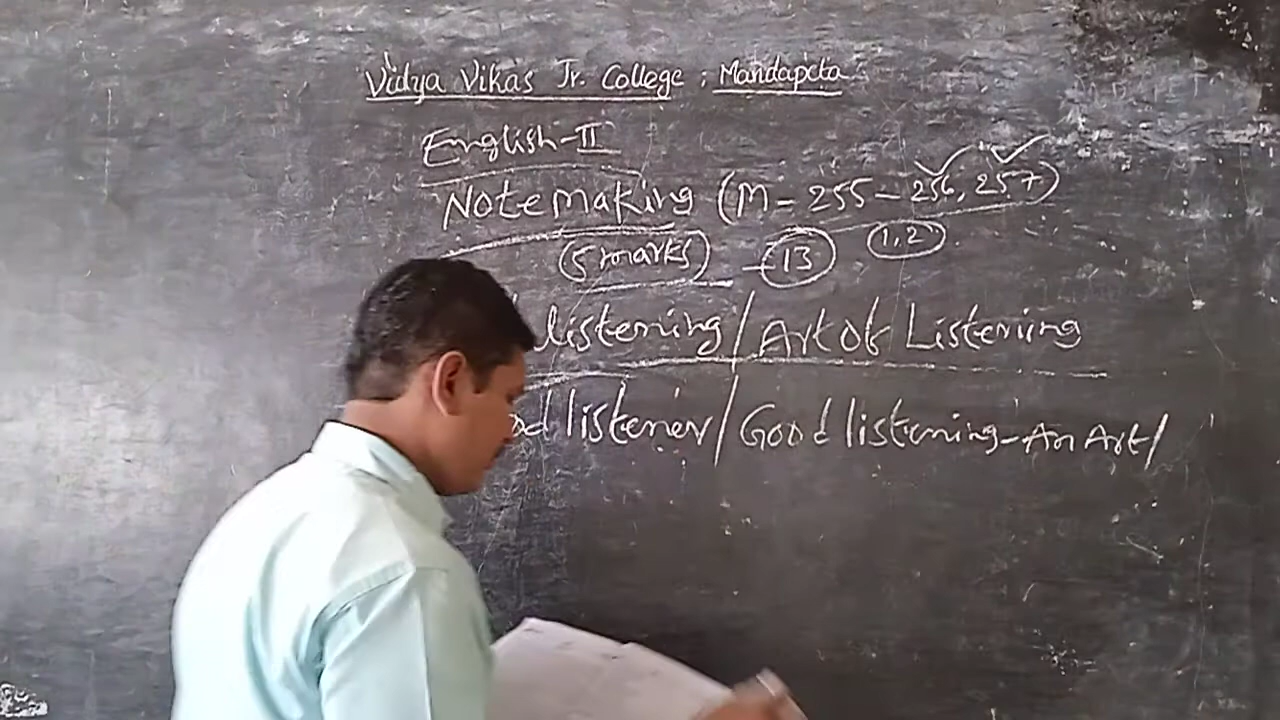 Vidya Vikas Jr. College ; Mandapeta
English-II
Notemaking (M- 255-256, 257)
(5 marks) - 13 1,2
listening/Art of Listening
listener/Good listening-An Art/